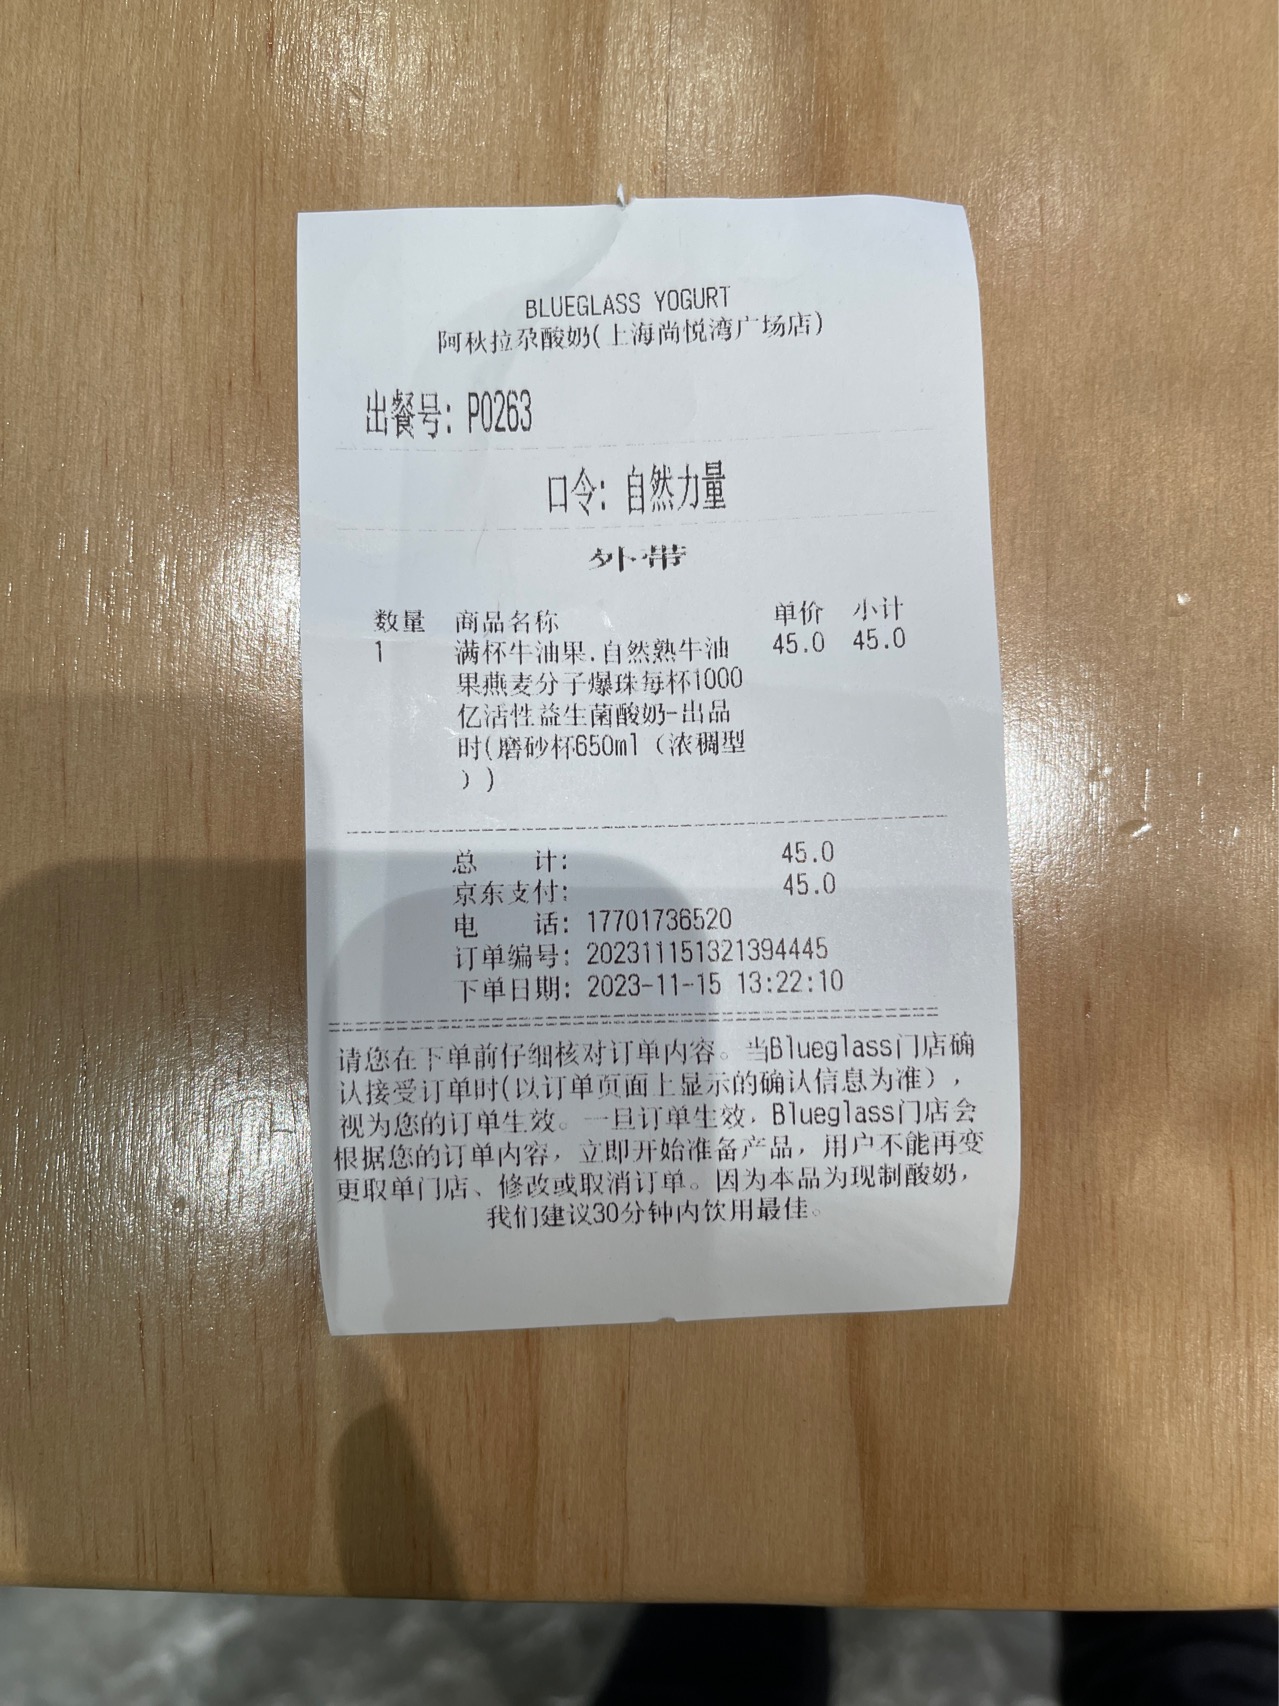 BLUEGLASS YOGURT
阿秋拉尕酸奶(上海尚悦湾广场店)
出餐号: P0263
口令: 自然力量
外带
数量 商品名称 单价 小计
1 满杯牛油果.自然熟牛油 45.0 45.0
果燕麦分子爆珠每杯1000
亿活性益生菌酸奶-出品
时(磨砂杯650ml（浓稠型
）)
总 计: 45.0
京东支付: 45.0
电 话: 17701736520
订单编号: 202311151321394445
下单日期: 2023-11-15 13:22:10
请您在下单前仔细核对订单内容。当Blueglass门店确
认接受订单时(以订单页面上显示的确认信息为准)，
视为您的订单生效。一旦订单生效，Blueglass门店会
根据您的订单内容，立即开始准备产品，用户不能再变
更取单门店、修改或取消订单。因为本品为现制酸奶，
我们建议30分钟内饮用最佳。